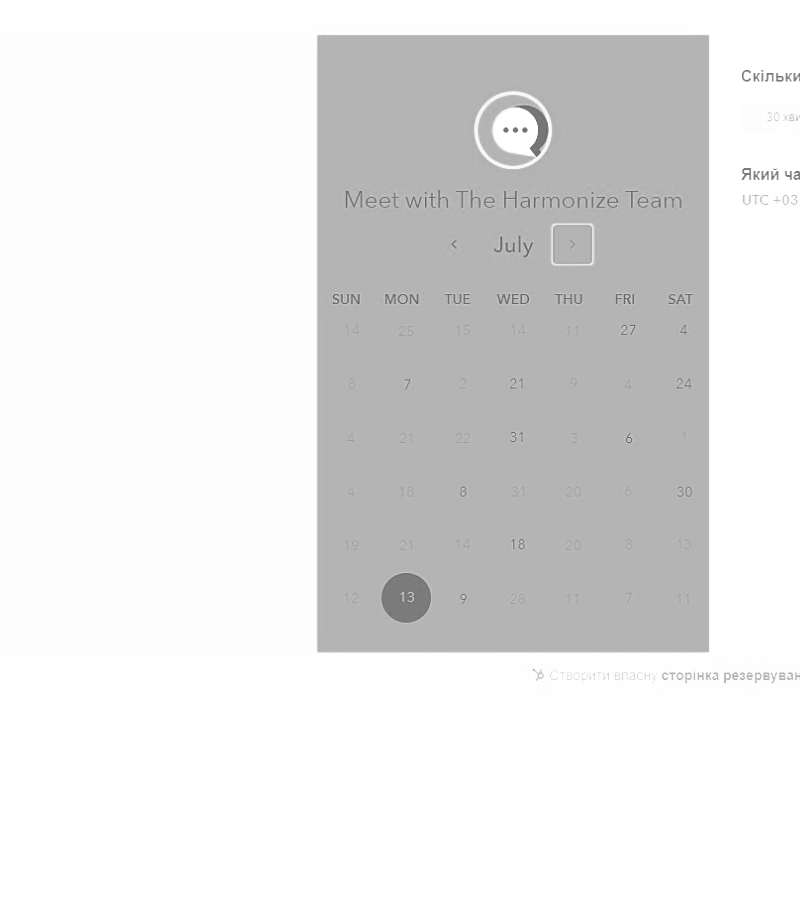 Meet with The Harmonize Team
July
SUN MON TUE WED THU FRI SAT
14 25 15 14 11 27 4
8 7 2 21 9 4 24
4 21 22 31 3 6 1
4 18 8 31 20 6 30
19 21 14 18 20 8 13
12 13 9 28 11 7 11
Скільки
30 хви
Який ча
UTC +03
Створити власну сторінка резервуван